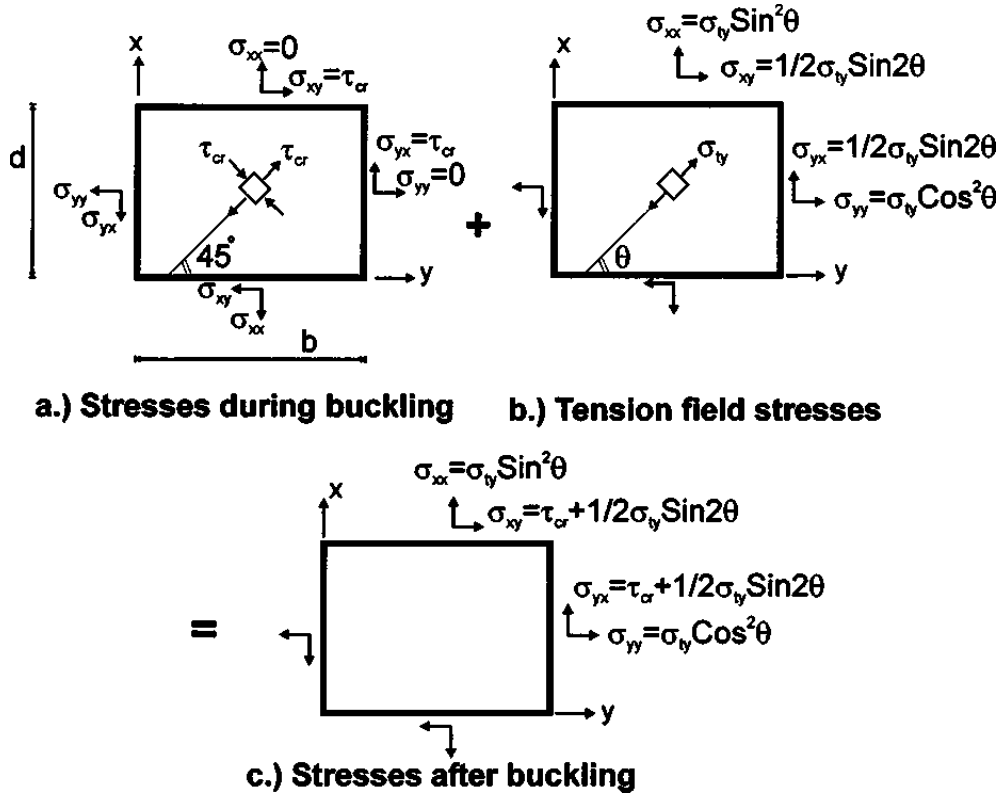 x
σxx=0
σxy=τcr
d
τcr
τcr
σyx=τcr
σyy=0
σyy
σyx
45°
y
σxy
σxx
b
a.) Stresses during buckling
+
x
σxx=σtySin²θ
σxy=1/2σtySin2θ
σty
σyx=1/2σtySin2θ
σyy=σtyCos²θ
θ
y
b.) Tension field stresses
=
x
σxx=σtySin²θ
σxy=τcr+1/2σtySin2θ
σyx=τcr+1/2σtySin2θ
σyy=σtyCos²θ
y
c.) Stresses after buckling